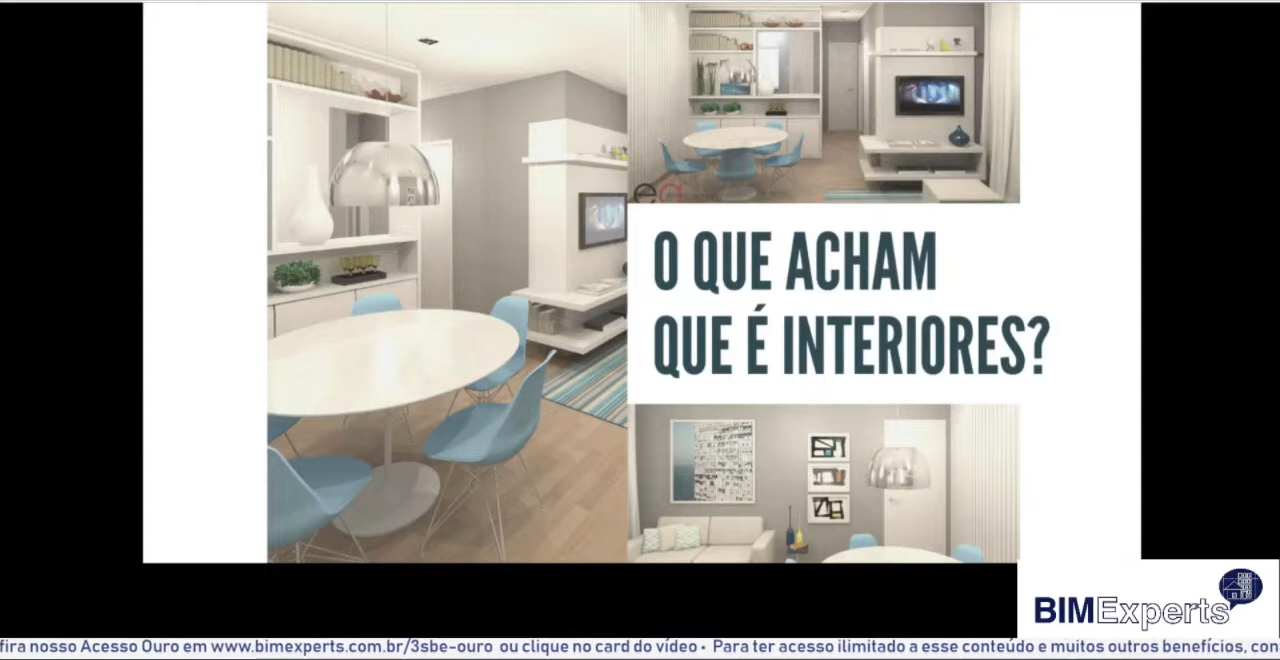 ea
O QUE ACHAM
QUE É INTERIORES?
BIMExperts
fira nosso Acesso Ouro em www.bimexperts.com.br/3sbe-ouro ou clique no card do vídeo • Para ter acesso ilimitado a esse conteúdo e muitos outros benefícios, con